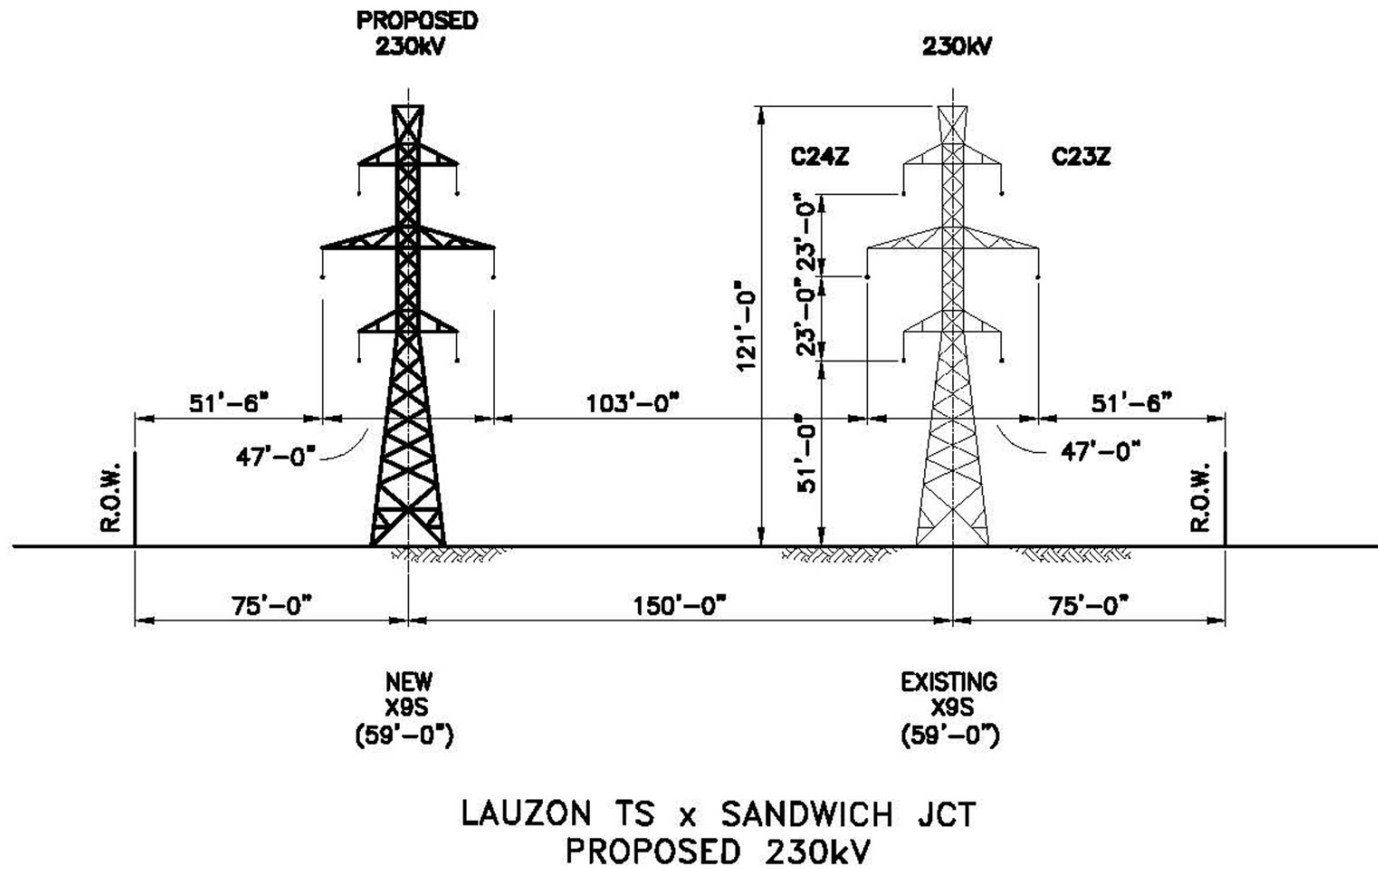 PROPOSED
230kV
230kV
C24Z
C23Z
23'-0"
23'-0"
121'-0"
51'-0"
51'-6"
47'-0"
103'-0"
51'-6"
47'-0"
R.O.W.
R.O.W.
75'-0"
150'-0"
75'-0"
NEW
X9S
(59'-0")
EXISTING
X9S
(59'-0")
LAUZON TS x SANDWICH JCT
PROPOSED 230kV